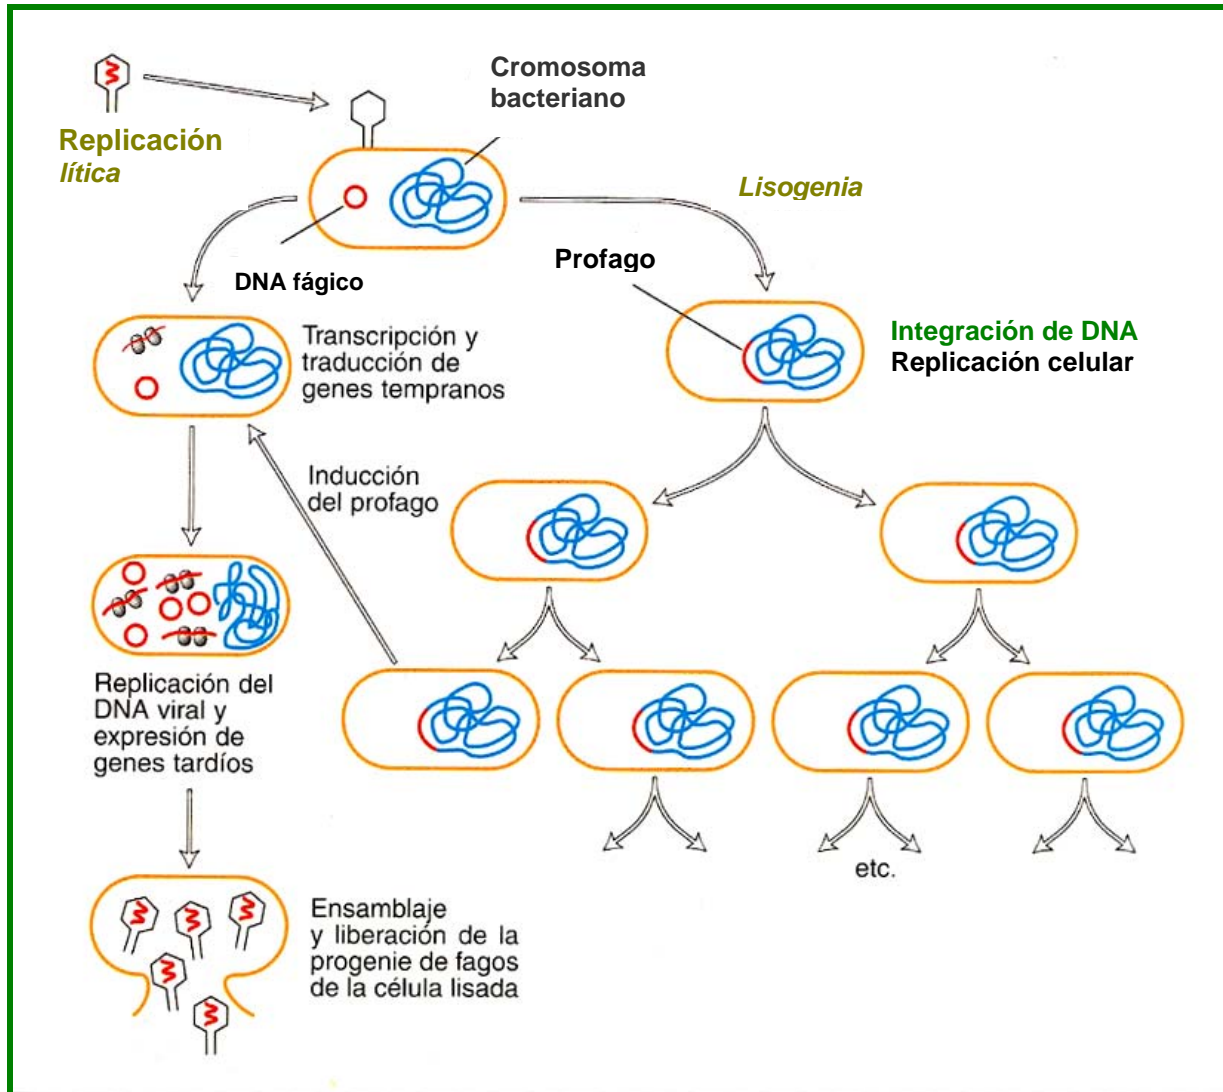 Cromosoma
bacteriano
Replicación
lítica
Lisogenia
DNA fágico
Profago
Transcripción y
traducción de
genes tempranos
Integración de DNA
Replicación celular
Inducción
del profago
Replicación del
DNA viral y
expresión de
genes tardíos
etc.
Ensamblaje
y liberación de la
progenie de fagos
de la célula lisada